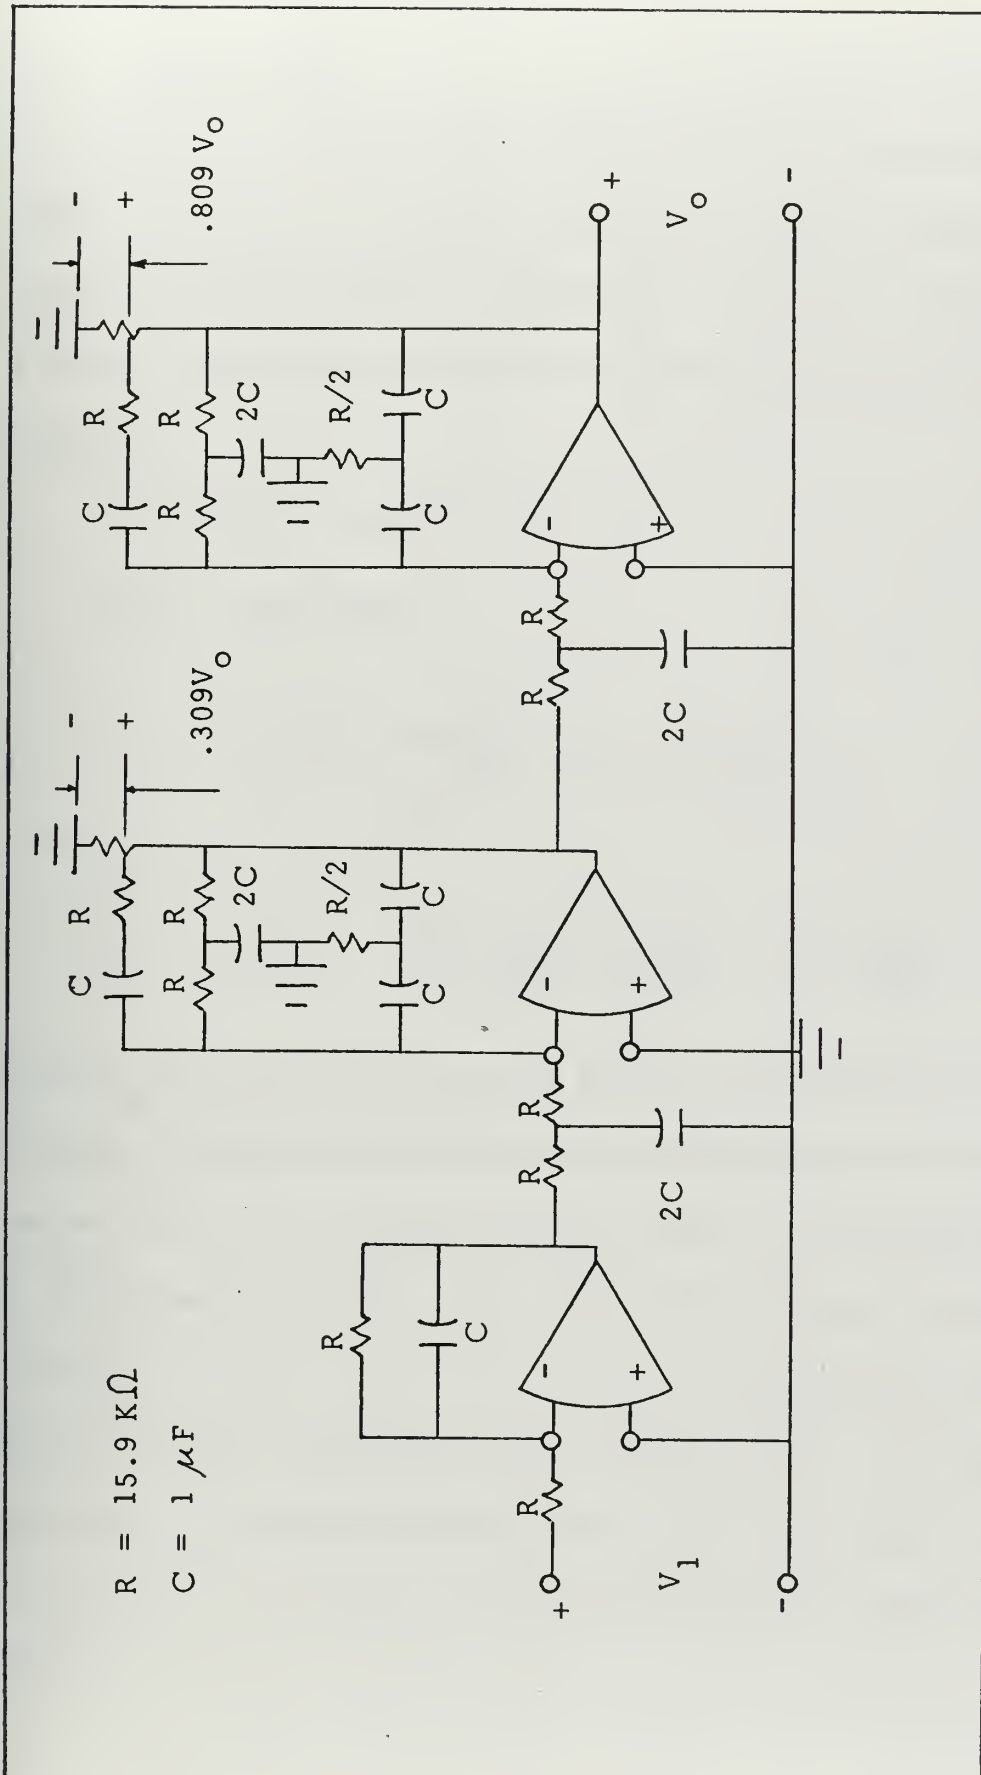 R = 15.9 KΩ
C = 1 μF
- +
.309Vo
- +
.809 Vo
C R
R R
2C
R/2
C C
C R
R R
2C
R/2
C C
R
C
R
- +
R R
2C
- +
R R
2C
- +
+
V1
-
+
Vo
-